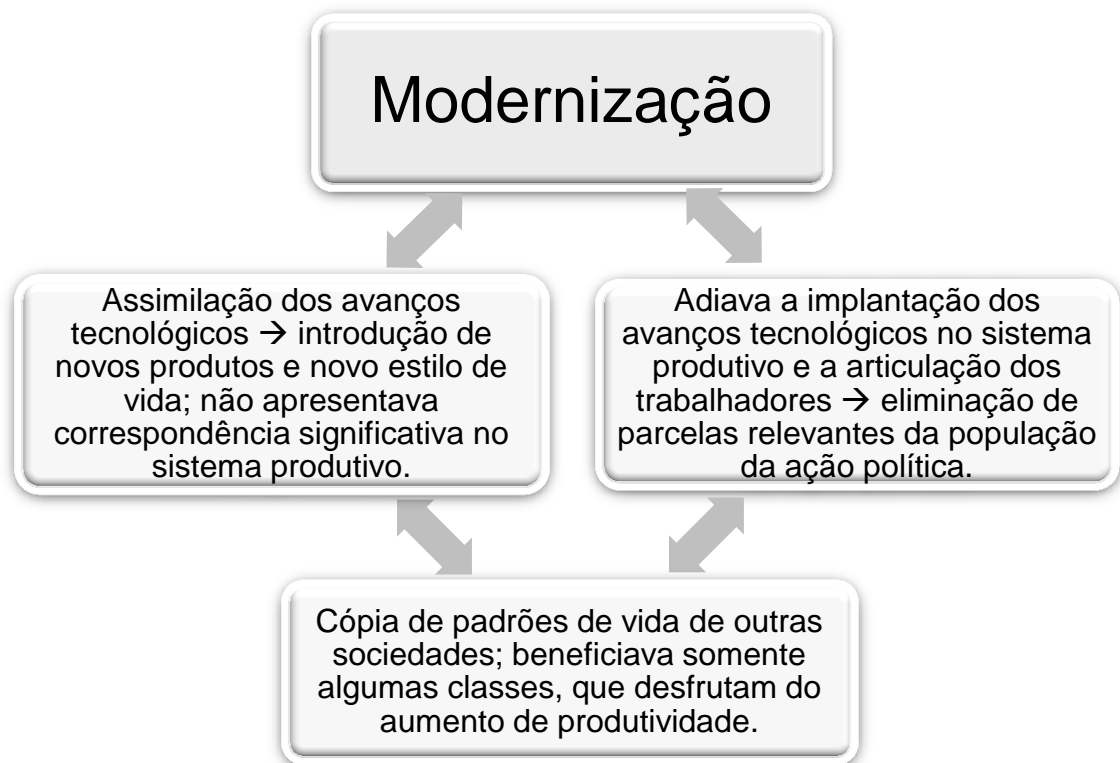 Modernização
Assimilação dos avanços
tecnológicos → introdução de
novos produtos e novo estilo de
vida; não apresentava
correspondência significativa no
sistema produtivo.
Adiava a implantação dos
avanços tecnológicos no sistema
produtivo e a articulação dos
trabalhadores → eliminação de
parcelas relevantes da população
da ação política.
Cópia de padrões de vida de outras
sociedades; beneficiava somente
algumas classes, que desfrutam do
aumento de produtividade.